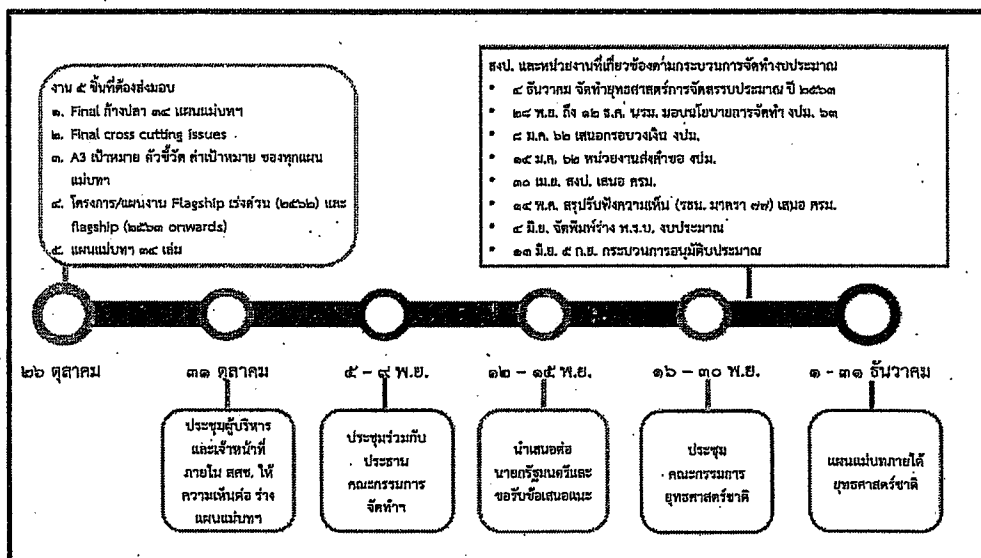 งาน ๕ ชิ้นที่ต้องส่งมอบ
๑. Final ก้างปลา ๓๔ แผนแม่บทฯ
๒. Final cross cutting issues
๓. A3 เป้าหมาย ตัวชี้วัด ค่าเป้าหมาย ของทุกแผน
แม่บทฯ
๔. โครงการ/แผนงาน Flagship เร่งด่วน (๒๕๖๒) และ
flagship (๒๕๖๓ onwards)
๕. แผนแม่บทฯ ๓๔ เล่ม
สงป. และหน่วยงานที่เกี่ยวข้องตามกระบวนการจัดทำงบประมาณ
• ๔ ธันวาคม จัดทำยุทธศาสตร์การจัดสรรงบประมาณ ปี ๒๕๖๓
• ๒๘ พ.ย. ถึง ๑๒ ธ.ค. นรม. มอบนโยบายการจัดทำ งปม. ๖๓
• ๘ ม.ค. ๖๒ เสนอกรอบวงเงิน งปม.
• ๑๕ ม.ค. ๖๒ หน่วยงานส่งคำขอ งปม.
• ๓๐ เม.ย. สงป. เสนอ ครม.
• ๑๔ พ.ค. สรุปรับฟังความเห็น (รธน. มาตรา ๗๗) เสนอ ครม.
• ๔ มิ.ย. จัดพิมพ์ร่าง พ.ร.บ. งบประมาณ
• ๑๓ มิ.ย. ๕ ก.ย. กระบวนการอนุมัติงบประมาณ
๒๖ ตุลาคม
๓๑ ตุลาคม
๕ – ๙ พ.ย.
๑๒ – ๑๕ พ.ย.
๑๖ – ๓๐ พ.ย.
๑ - ๓๑ ธันวาคม
ประชุมผู้บริหาร
และเจ้าหน้าที่
ภายใน สศช. ให้
ความเห็นต่อ ร่าง
แผนแม่บทฯ
ประชุมร่วมกับ
ประธาน
คณะกรรมการ
จัดทำฯ
นำเสนอต่อ
นายกรัฐมนตรีและ
ขอรับข้อเสนอแนะ
ประชุม
คณะกรรมการ
ยุทธศาสตร์ชาติ
แผนแม่บทภายใต้
ยุทธศาสตร์ชาติ